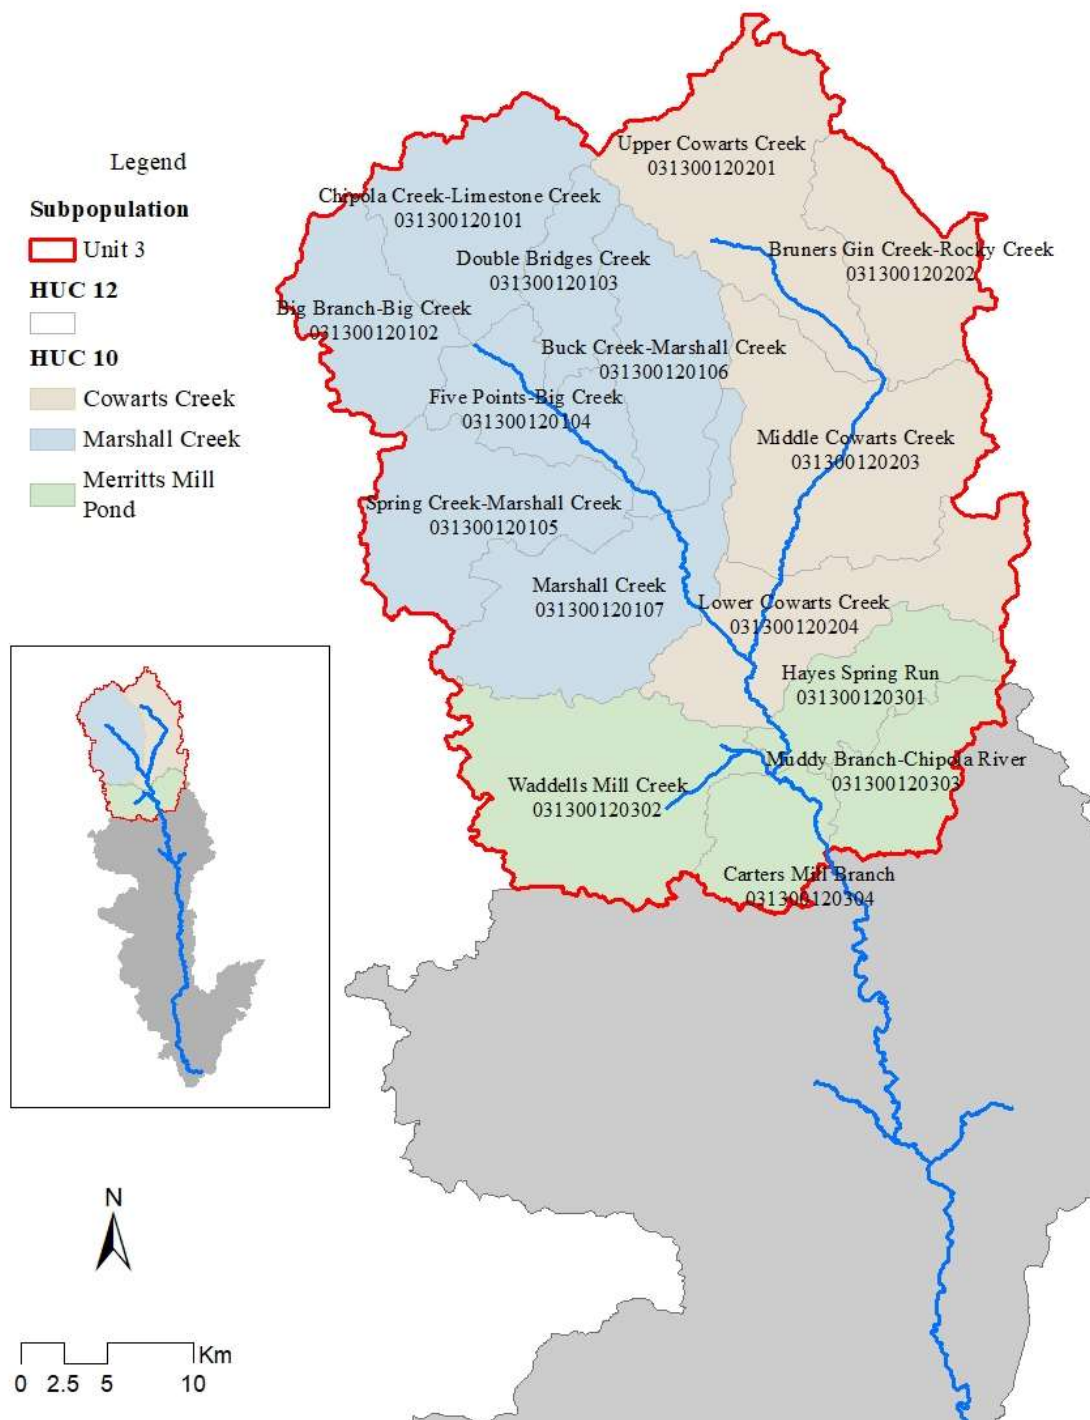 Legend
Subpopulation
Unit 3
HUC 12
HUC 10
Cowarts Creek
Marshall Creek
Merritts Mill
Pond
Upper Cowarts Creek
031300120201
Chipola Creek-Limestone Creek
031300120101
Bruners Gin Creek-Rocky Creek
031300120202
Double Bridges Creek
031300120103
Big Branch-Big Creek
031300120102
Buck Creek-Marshall Creek
031300120106
Five Points-Big Creek
031300120104
Middle Cowarts Creek
031300120203
Spring Creek-Marshall Creek
031300120105
Marshall Creek
031300120107
Lower Cowarts Creek
031300120204
Hayes Spring Run
031300120301
Muddy Branch-Chipola River
031300120303
Waddells Mill Creek
031300120302
Carters Mill Branch
031300120304
N
Km
0 2.5 5 10